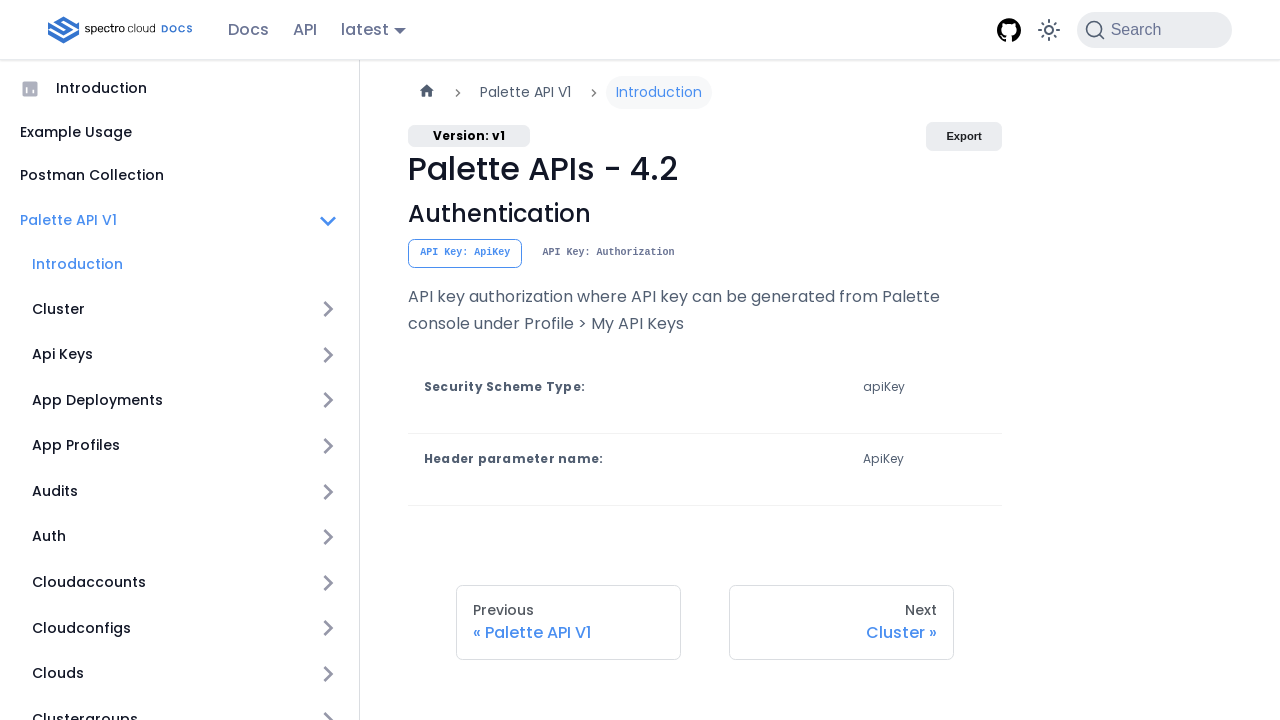 spectro cloud DOCS
Docs
API
latest
Search
Introduction
Example Usage
Postman Collection
Palette API V1
Introduction
Cluster
Api Keys
App Deployments
App Profiles
Audits
Auth
Cloudaccounts
Cloudconfigs
Clouds
Clustergroups
Palette API V1
Introduction
Version: v1
Export
Palette APIs - 4.2
Authentication
API Key: ApiKey
API Key: Authorization
API key authorization where API key can be generated from Palette
console under Profile > My API Keys
Security Scheme Type:
apiKey
Header parameter name:
ApiKey
Previous
« Palette API V1
Next
Cluster »